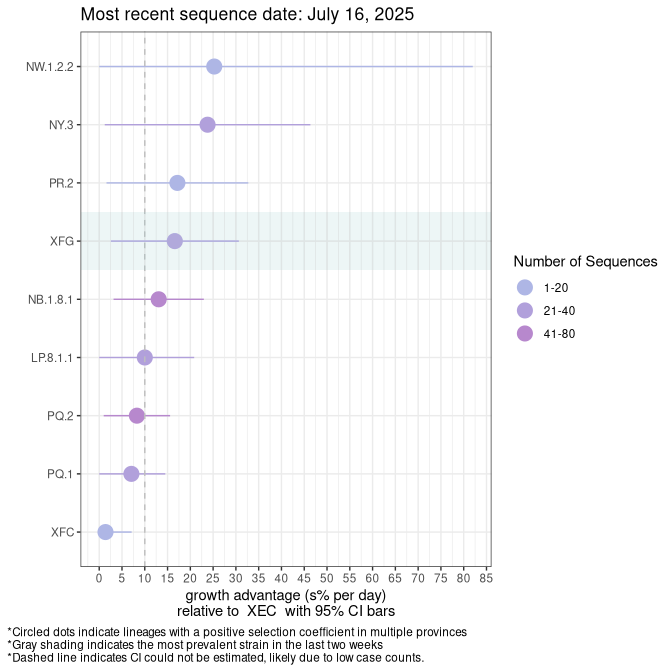 Most recent sequence date: July 16, 2025
NW.1.2.2
NY.3
PR.2
XFG
NB.1.8.1
LP.8.1.1
PQ.2
PQ.1
XFC
0 5 10 15 20 25 30 35 40 45 50 55 60 65 70 75 80 85
growth advantage (s% per day)
relative to XEC with 95% CI bars
Number of Sequences
1-20
21-40
41-80
*Circled dots indicate lineages with a positive selection coefficient in multiple provinces
*Gray shading indicates the most prevalent strain in the last two weeks
*Dashed line indicates CI could not be estimated, likely due to low case counts.